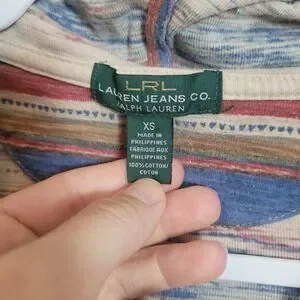 LRL
LAUREN JEANS CO.
RALPH LAUREN
XS
MADE IN
PHILIPPINES
FABRIQUE AUX
PHILIPPINES
100% COTTON/
COTON